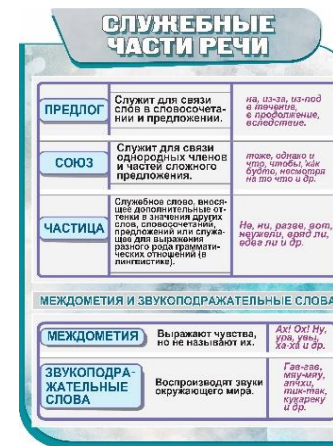 СЛУЖЕБНЫЕ
ЧАСТИ РЕЧИ
ПРЕДЛОГ
Служит для связи
слов в словосочета-
нии и предложении.
на, из-за, из-под
в течение,
в продолжение,
вследствие.
СОЮЗ
Служит для связи
однородных членов
и частей сложного
предложения.
тоже, однако и
что, чтобы, как
будто, несмотря
на то что и др.
ЧАСТИЦА
Служебное слово, внося-
щее дополнительные от-
тенки в значения других
слов, словосочетаний,
предложений или служа-
щее для выражения
разного рода граммати-
ческих отношений (в
лингвистике).
Не, ни, разве, вот,
неужели, вряд ли,
едва ли и др.
МЕЖДОМЕТИЯ И ЗВУКОПОДРАЖАТЕЛЬНЫЕ СЛОВА
МЕЖДОМЕТИЯ
Выражают чувства,
но не называют их.
Ах! Ох! Ну,
ура, увы,
ха-ха и др.
ЗВУКОПОДРА-
ЖАТЕЛЬНЫЕ
СЛОВА
Воспроизводят звуки
окружающего мира.
Гав-гав,
мяу-мяу,
апчхи,
тик-так,
кукареку
и др.